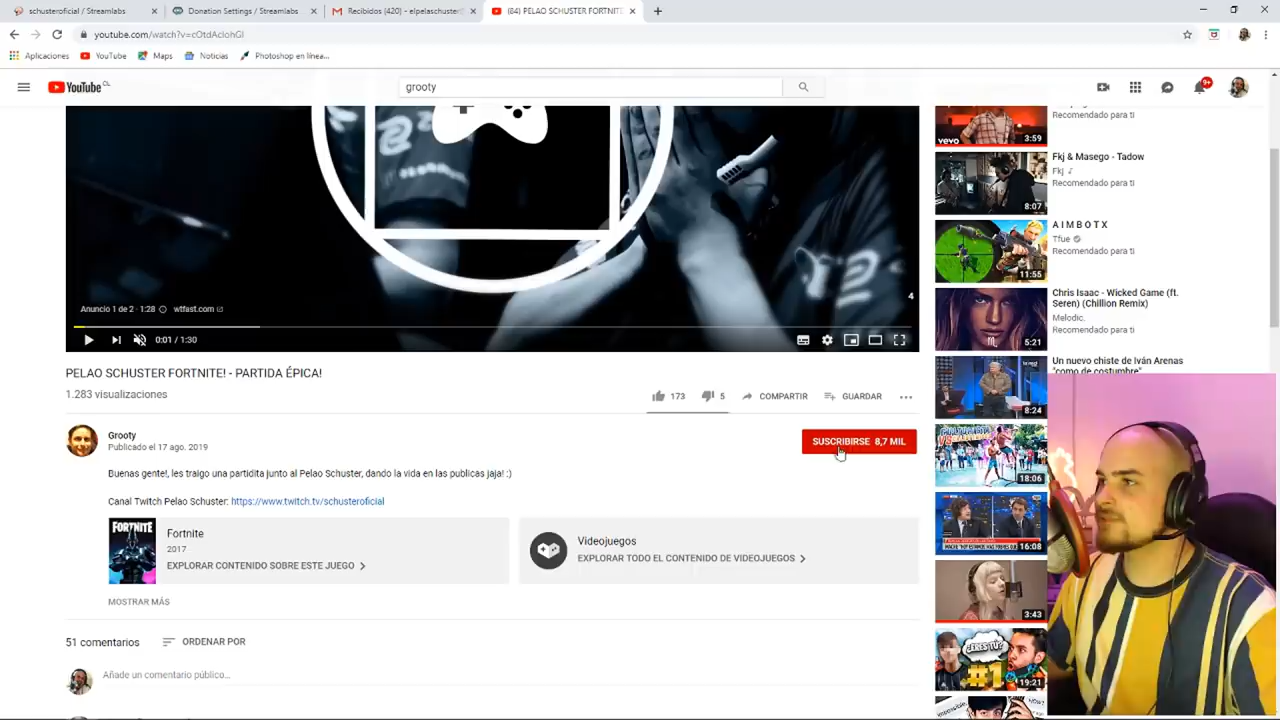 schusteroficial / Streamlabs
Donation Settings / Streamlabs
Recibidos (420) - elpelaschuster
(84) PELAO SCHUSTER FORTNITE
youtube.com/watch?v=cOtdAcIohGI
Aplicaciones
YouTube
Maps
Noticias
Photoshop en línea...
YouTube CL
grooty
9+
4
Anuncio 1 de 2 · 1:28
wtfast.com
0:01 / 1:30
PELAO SCHUSTER FORTNITE! - PARTIDA ÉPICA!
1.283 visualizaciones
173
5
COMPARTIR
GUARDAR
Grooty
Publicado el 17 ago. 2019
SUSCRIBIRSE 8,7 MIL
Buenas gente!, les traigo una partidita junto al Pelao Schuster, dando la vida en las publicas jaja! :)
Canal Twitch Pelao Schuster: https://www.twitch.tv/schusteroficial
FORTNITE
Fortnite
2017
EXPLORAR CONTENIDO SOBRE ESTE JUEGO
Videojuegos
EXPLORAR TODO EL CONTENIDO DE VIDEOJUEGOS
MOSTRAR MÁS
51 comentarios
ORDENAR POR
Añade un comentario público...
vevo
3:59
Recomendado para ti
Fkj & Masego - Tadow
Fkj
Recomendado para ti
8:07
A I M B O T X
Tfue
Recomendado para ti
11:55
Chris Isaac - Wicked Game (ft.
Seren) (Chillion Remix)
Melodic.
Recomendado para ti
5:21
Un nuevo chiste de Iván Arenas
"como de costumbre"
8:24
18:06
16:08
3:43
¿ERES TÚ?
#1
19:21